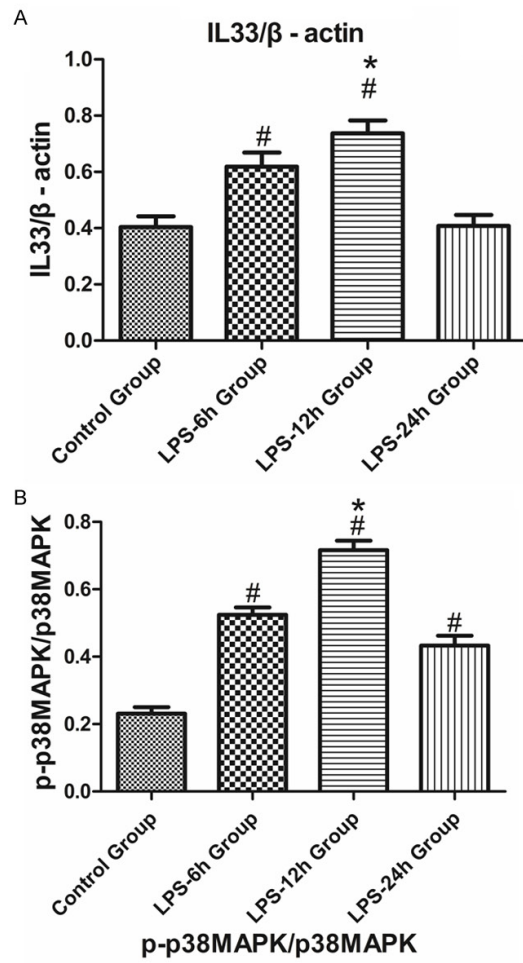 A
IL33/β - actin
IL33/β - actin
1.0
0.8
0.6
0.4
0.2
0.0
*
#
#
Control Group
LPS-6h Group
LPS-12h Group
LPS-24h Group
B
p-p38MAPK/p38MAPK
0.8
0.6
0.4
0.2
0.0
*
#
#
#
Control Group
LPS-6h Group
LPS-12h Group
LPS-24h Group
p-p38MAPK/p38MAPK